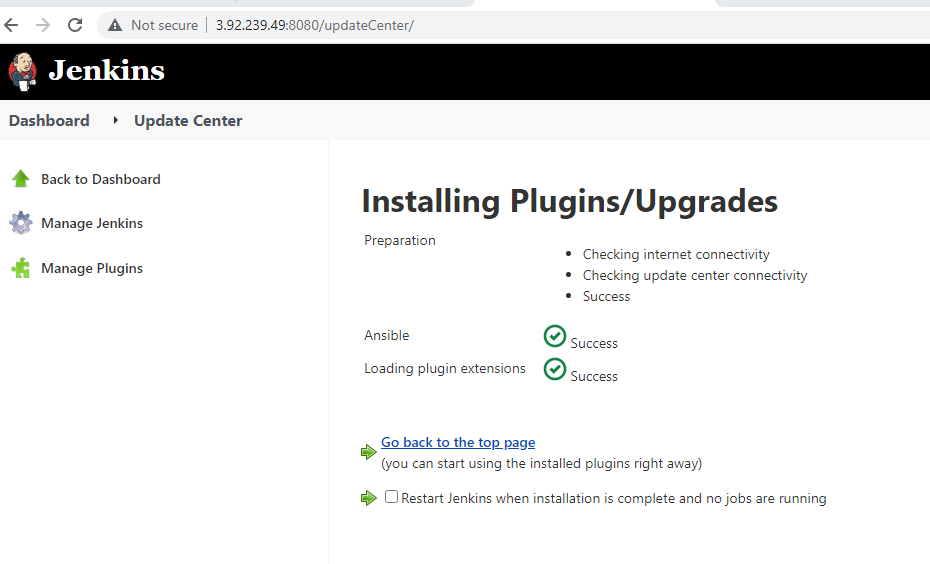 Not secure | 3.92.239.49:8080/updateCenter/
Jenkins
Dashboard Update Center
Back to Dashboard
Manage Jenkins
Manage Plugins
Installing Plugins/Upgrades
Preparation
Checking internet connectivity
Checking update center connectivity
Success
Ansible Success
Loading plugin extensions Success
Go back to the top page
(you can start using the installed plugins right away)
Restart Jenkins when installation is complete and no jobs are running